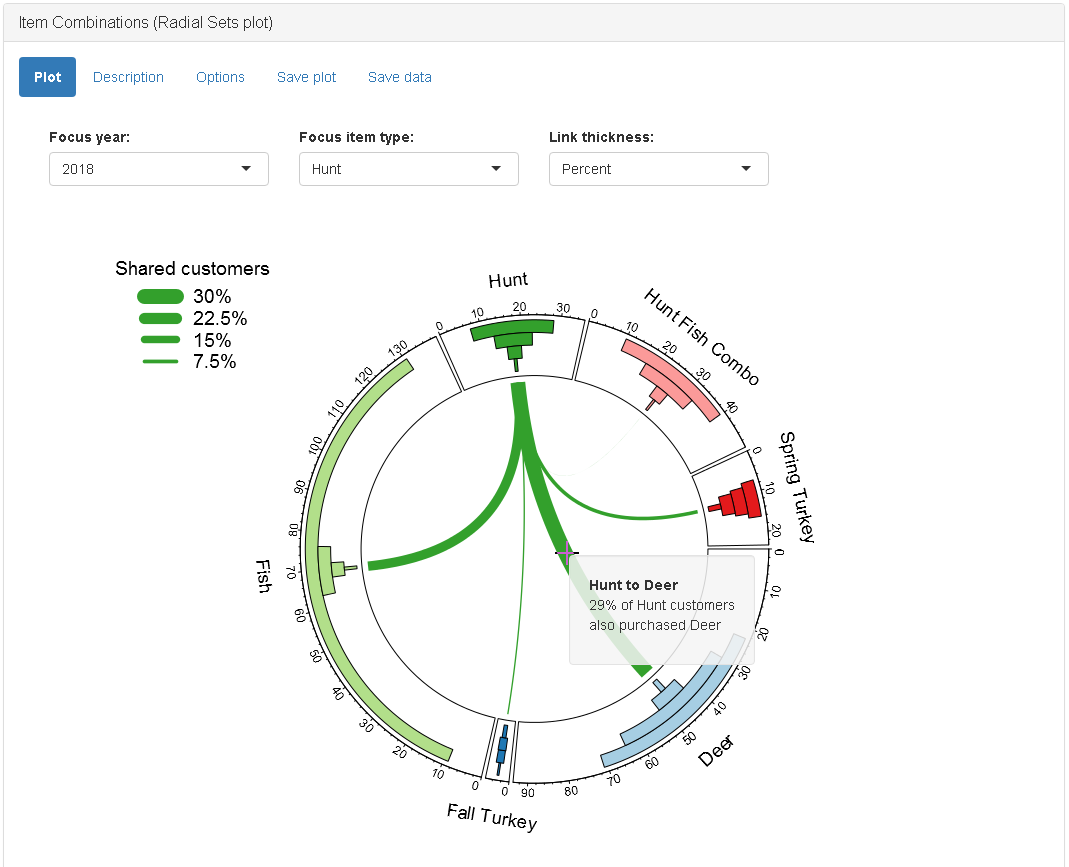 Item Combinations (Radial Sets plot)
Plot Description Options Save plot Save data
Focus year: Focus item type: Link thickness:
2018 Hunt Percent
Shared customers
30%
22.5%
15%
7.5%
Hunt
0 10 20 30
Hunt Fish Combo
0 10 20 30 40
Spring Turkey
0 10 20
Hunt to Deer
29% of Hunt customers
also purchased Deer
Deer
0 10 20 30 40 50 60 70 80 90
Fall Turkey
0
Fish
0 10 20 30 40 50 60 70 80 90 100 110 120 130